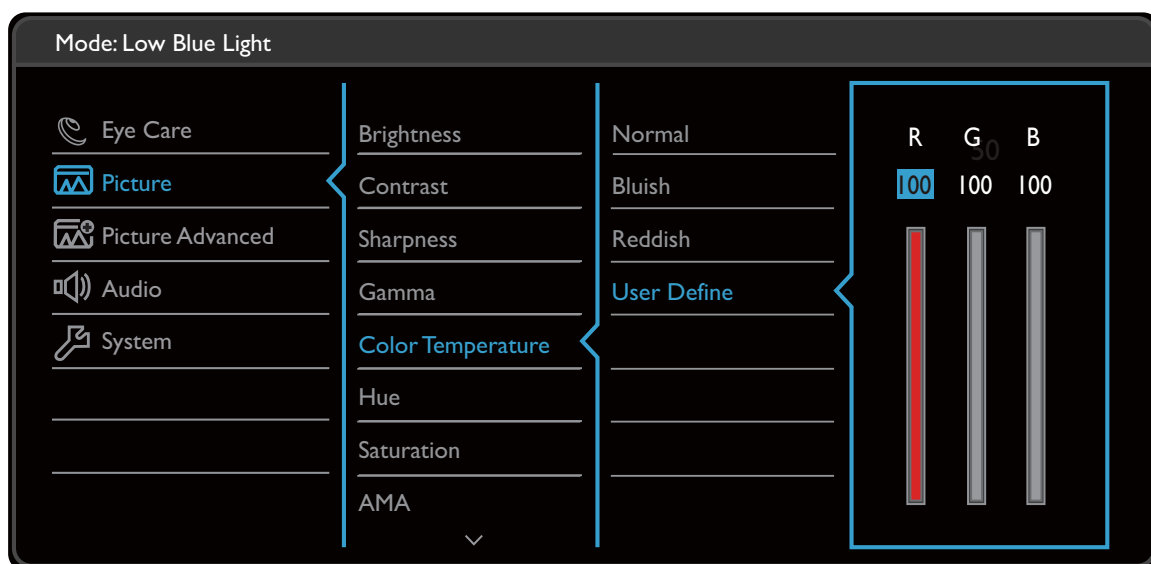 Mode: Low Blue Light
Eye Care
Picture
Picture Advanced
Audio
System
Brightness
Contrast
Sharpness
Gamma
Color Temperature
Hue
Saturation
AMA
Normal
Bluish
Reddish
User Define
R G B
50
100 100 100